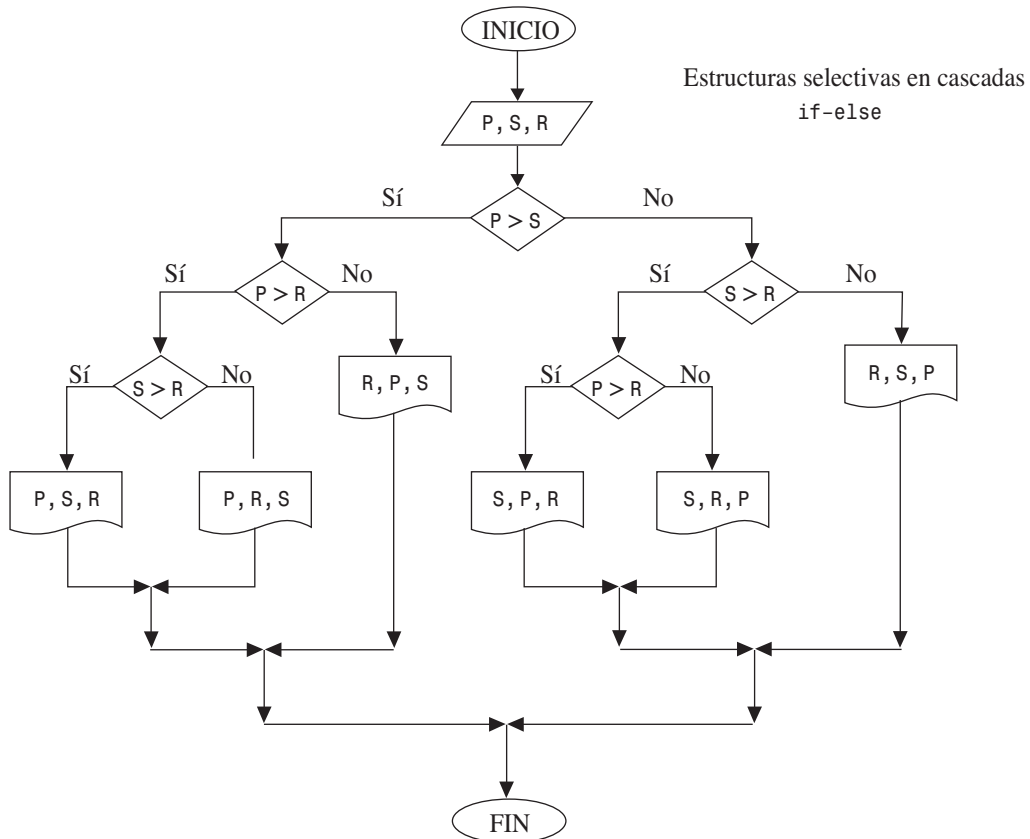 INICIO
Estructuras selectivas en cascadas
if-else
P, S, R
Sí
No
P > S
Sí
No
Sí
No
P > R
S > R
Sí
No
R, P, S
Sí
No
R, S, P
S > R
P > R
P, S, R
P, R, S
S, P, R
S, R, P
FIN